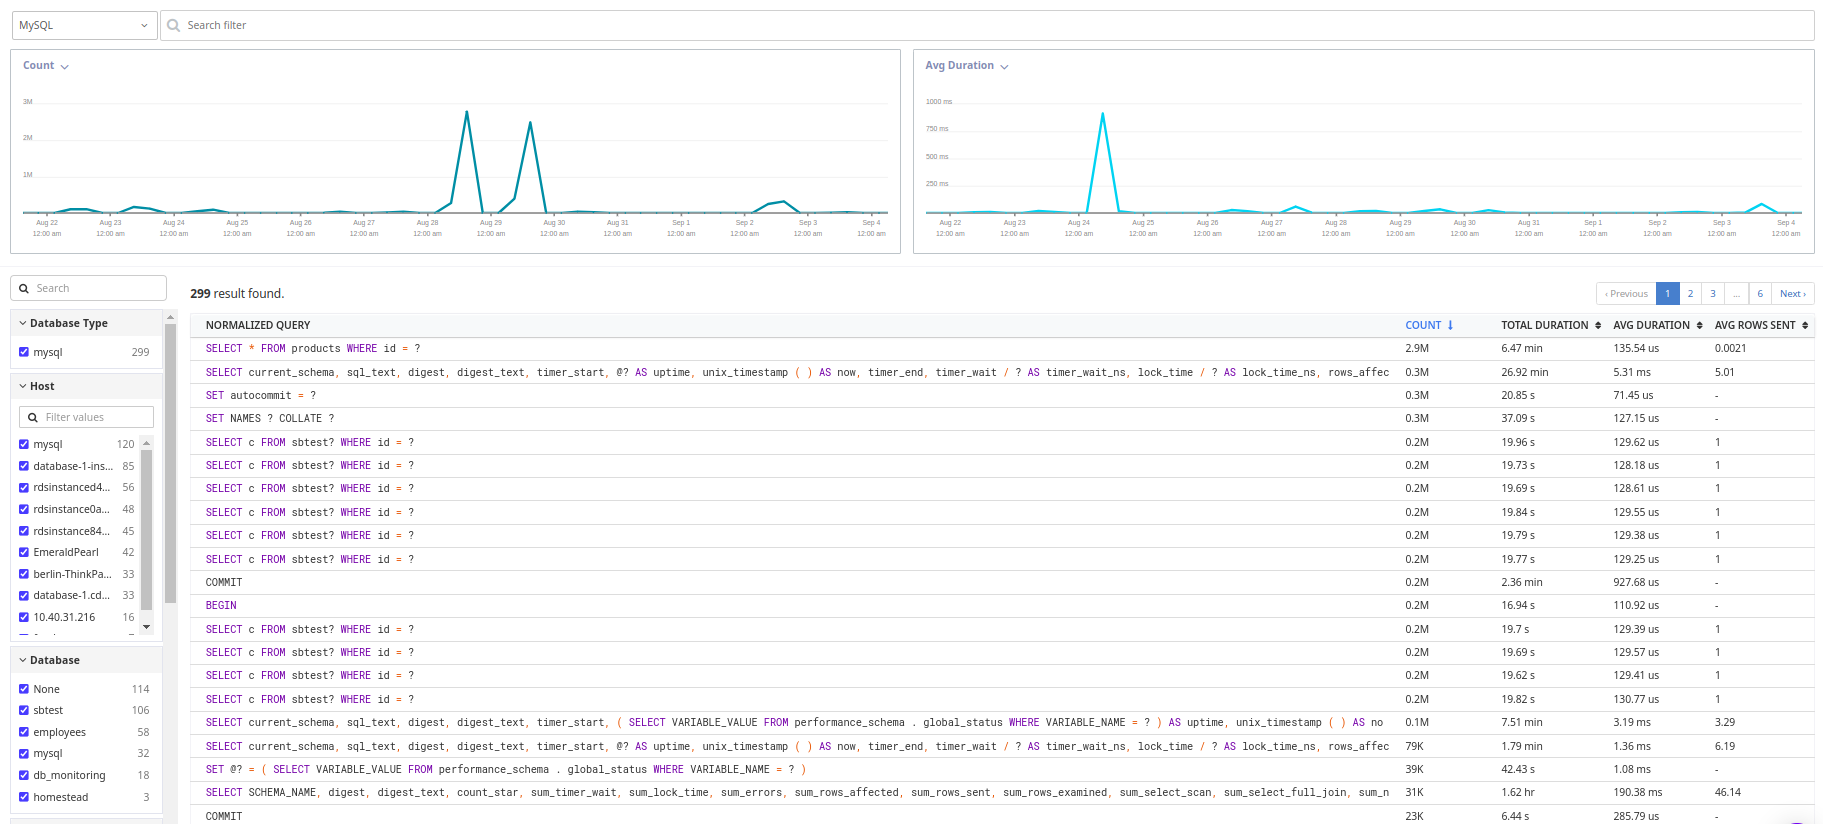 MySQL
Search filter
Count
3M
2M
1M
Aug 22 Aug 23 Aug 24 Aug 25 Aug 26 Aug 27 Aug 28 Aug 29 Aug 30 Aug 31 Sep 1 Sep 2 Sep 3 Sep 4
12:00 am 12:00 am 12:00 am 12:00 am 12:00 am 12:00 am 12:00 am 12:00 am 12:00 am 12:00 am 12:00 am 12:00 am 12:00 am 12:00 am
Avg Duration
1000 ms
750 ms
500 ms
250 ms
Aug 22 Aug 23 Aug 24 Aug 25 Aug 26 Aug 27 Aug 28 Aug 29 Aug 30 Aug 31 Sep 1 Sep 2 Sep 3 Sep 4
12:00 am 12:00 am 12:00 am 12:00 am 12:00 am 12:00 am 12:00 am 12:00 am 12:00 am 12:00 am 12:00 am 12:00 am 12:00 am 12:00 am
Search
Database Type
mysql 299
Host
Filter values
mysql 120
database-1-ins... 85
rdsinstanced4... 56
rdsinstance0a... 48
rdsinstance84... 45
EmeraldPearl 42
berlin-ThinkPa... 33
database-1.cd... 33
10.40.31.216 16
Database
None 114
sbtest 106
employees 58
mysql 32
db_monitoring 18
homestead 3
299 result found.
‹ Previous 1 2 3 ... 6 Next ›
NORMALIZED QUERY COUNT TOTAL DURATION AVG DURATION AVG ROWS SENT
SELECT * FROM products WHERE id = ? 2.9M 6.47 min 135.54 us 0.0021
SELECT current_schema, sql_text, digest, digest_text, timer_start, @? AS uptime, unix_timestamp ( ) AS now, timer_end, timer_wait / ? AS timer_wait_ns, lock_time / ? AS lock_time_ns, rows_affec 0.3M 26.92 min 5.31 ms 5.01
SET autocommit = ? 0.3M 20.85 s 71.45 us -
SET NAMES ? COLLATE ? 0.3M 37.09 s 127.15 us -
SELECT c FROM sbtest? WHERE id = ? 0.2M 19.96 s 129.62 us 1
SELECT c FROM sbtest? WHERE id = ? 0.2M 19.73 s 128.18 us 1
SELECT c FROM sbtest? WHERE id = ? 0.2M 19.69 s 128.61 us 1
SELECT c FROM sbtest? WHERE id = ? 0.2M 19.84 s 129.55 us 1
SELECT c FROM sbtest? WHERE id = ? 0.2M 19.79 s 129.38 us 1
SELECT c FROM sbtest? WHERE id = ? 0.2M 19.77 s 129.25 us 1
COMMIT 0.2M 2.36 min 927.68 us -
BEGIN 0.2M 16.94 s 110.92 us -
SELECT c FROM sbtest? WHERE id = ? 0.2M 19.7 s 129.39 us 1
SELECT c FROM sbtest? WHERE id = ? 0.2M 19.69 s 129.57 us 1
SELECT c FROM sbtest? WHERE id = ? 0.2M 19.62 s 129.41 us 1
SELECT c FROM sbtest? WHERE id = ? 0.2M 19.82 s 130.77 us 1
SELECT current_schema, sql_text, digest, digest_text, timer_start, ( SELECT VARIABLE_VALUE FROM performance_schema . global_status WHERE VARIABLE_NAME = ? ) AS uptime, unix_timestamp ( ) AS no 0.1M 7.51 min 3.19 ms 3.29
SELECT current_schema, sql_text, digest, digest_text, timer_start, @? AS uptime, unix_timestamp ( ) AS now, timer_end, timer_wait / ? AS timer_wait_ns, lock_time / ? AS lock_time_ns, rows_affec 79K 1.79 min 1.36 ms 6.19
SET @? = ( SELECT VARIABLE_VALUE FROM performance_schema . global_status WHERE VARIABLE_NAME = ? ) 39K 42.43 s 1.08 ms -
SELECT SCHEMA_NAME, digest, digest_text, count_star, sum_timer_wait, sum_lock_time, sum_errors, sum_rows_affected, sum_rows_sent, sum_rows_examined, sum_select_scan, sum_select_full_join, sum_n 31K 1.62 hr 190.38 ms 46.14
COMMIT 23K 6.44 s 285.79 us -